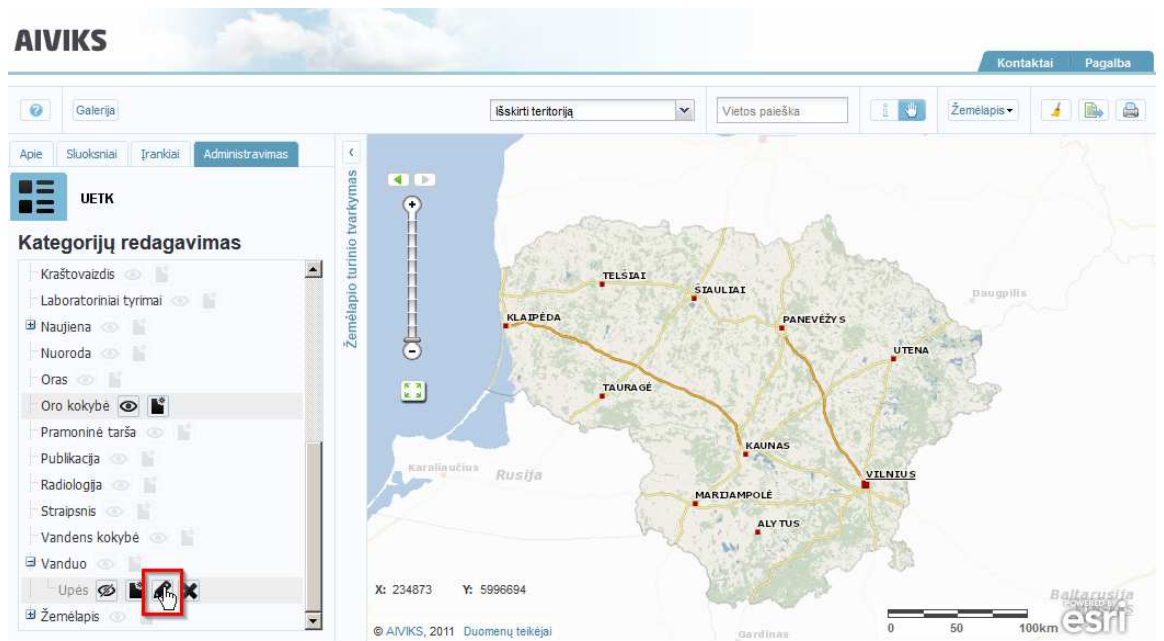 AIVIKS
Kontaktai Pagalba
Galerija
Išskirti teritoriją
Vietos paieška
Žemėlapis
Apie Sluoksniai Įrankiai Administravimas
UETK
Kategorijų redagavimas
Kraštovaizdis
Laboratoriniai tyrimai
Naujiena
Nuoroda
Oras
Oro kokybė
Pramoninė tarša
Publikacija
Radiologija
Straipsnis
Vandens kokybė
Vanduo
Upės
Žemėlapis
Žemėlapio turinio tvarkymas
TELŠIAI
ŠIAULIAI
Daugpilis
KLAIPĖDA
PANEVĖŽYS
UTENA
TAURAGĖ
KAUNAS
Karaliaučius
Rusija
VILNIUS
MARIJAMPOLĖ
ALYTUS
X: 234873 Y: 5996694
Baltarusija
POWERED BY
esri
0 50 100km
© AIVIKS, 2011 Duomenų teikėjai
Gardinas